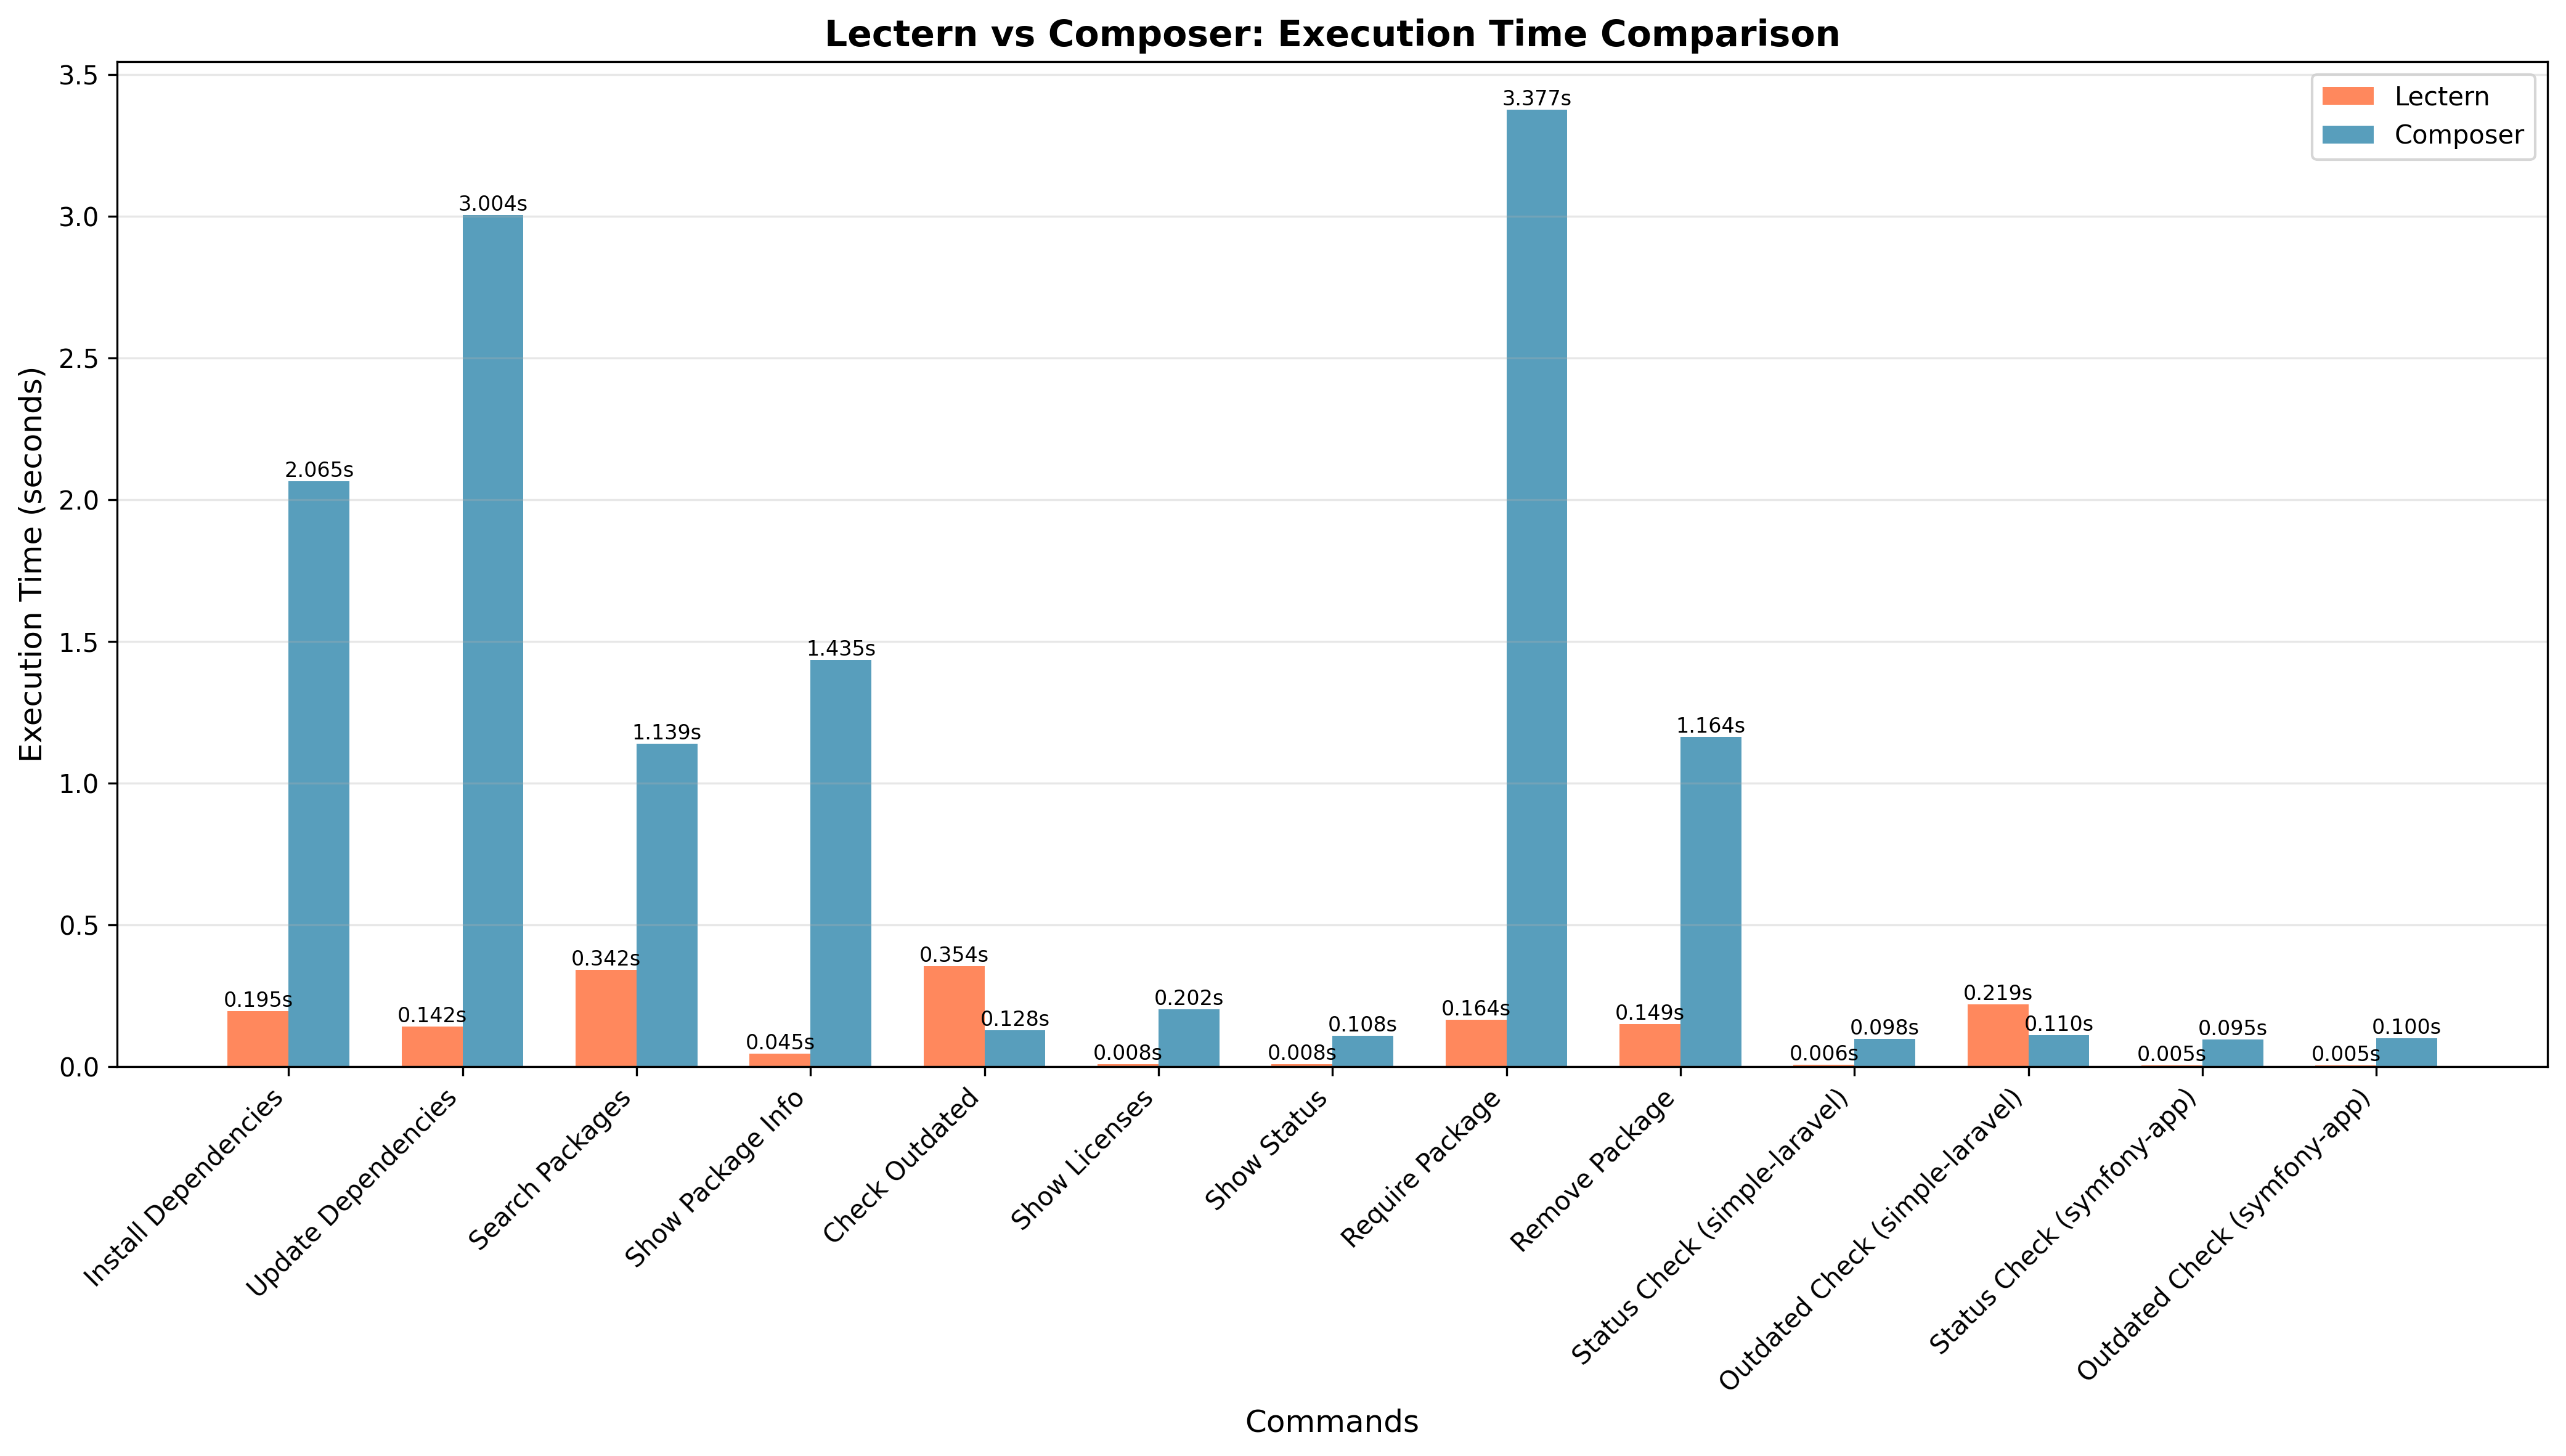 Lectern vs Composer: Execution Time Comparison
Lectern
Composer
Execution Time (seconds)
3.5
3.0
2.5
2.0
1.5
1.0
0.5
0.0
0.195s
2.065s
0.142s
3.004s
0.342s
1.139s
0.045s
1.435s
0.354s
0.128s
0.008s
0.202s
0.008s
0.108s
0.164s
3.377s
0.149s
1.164s
0.006s
0.098s
0.219s
0.110s
0.005s
0.095s
0.005s
0.100s
Install Dependencies
Update Dependencies
Search Packages
Show Package Info
Check Outdated
Show Licenses
Show Status
Require Package
Remove Package
Status Check (simple-laravel)
Outdated Check (simple-laravel)
Status Check (symfony-app)
Outdated Check (symfony-app)
Commands